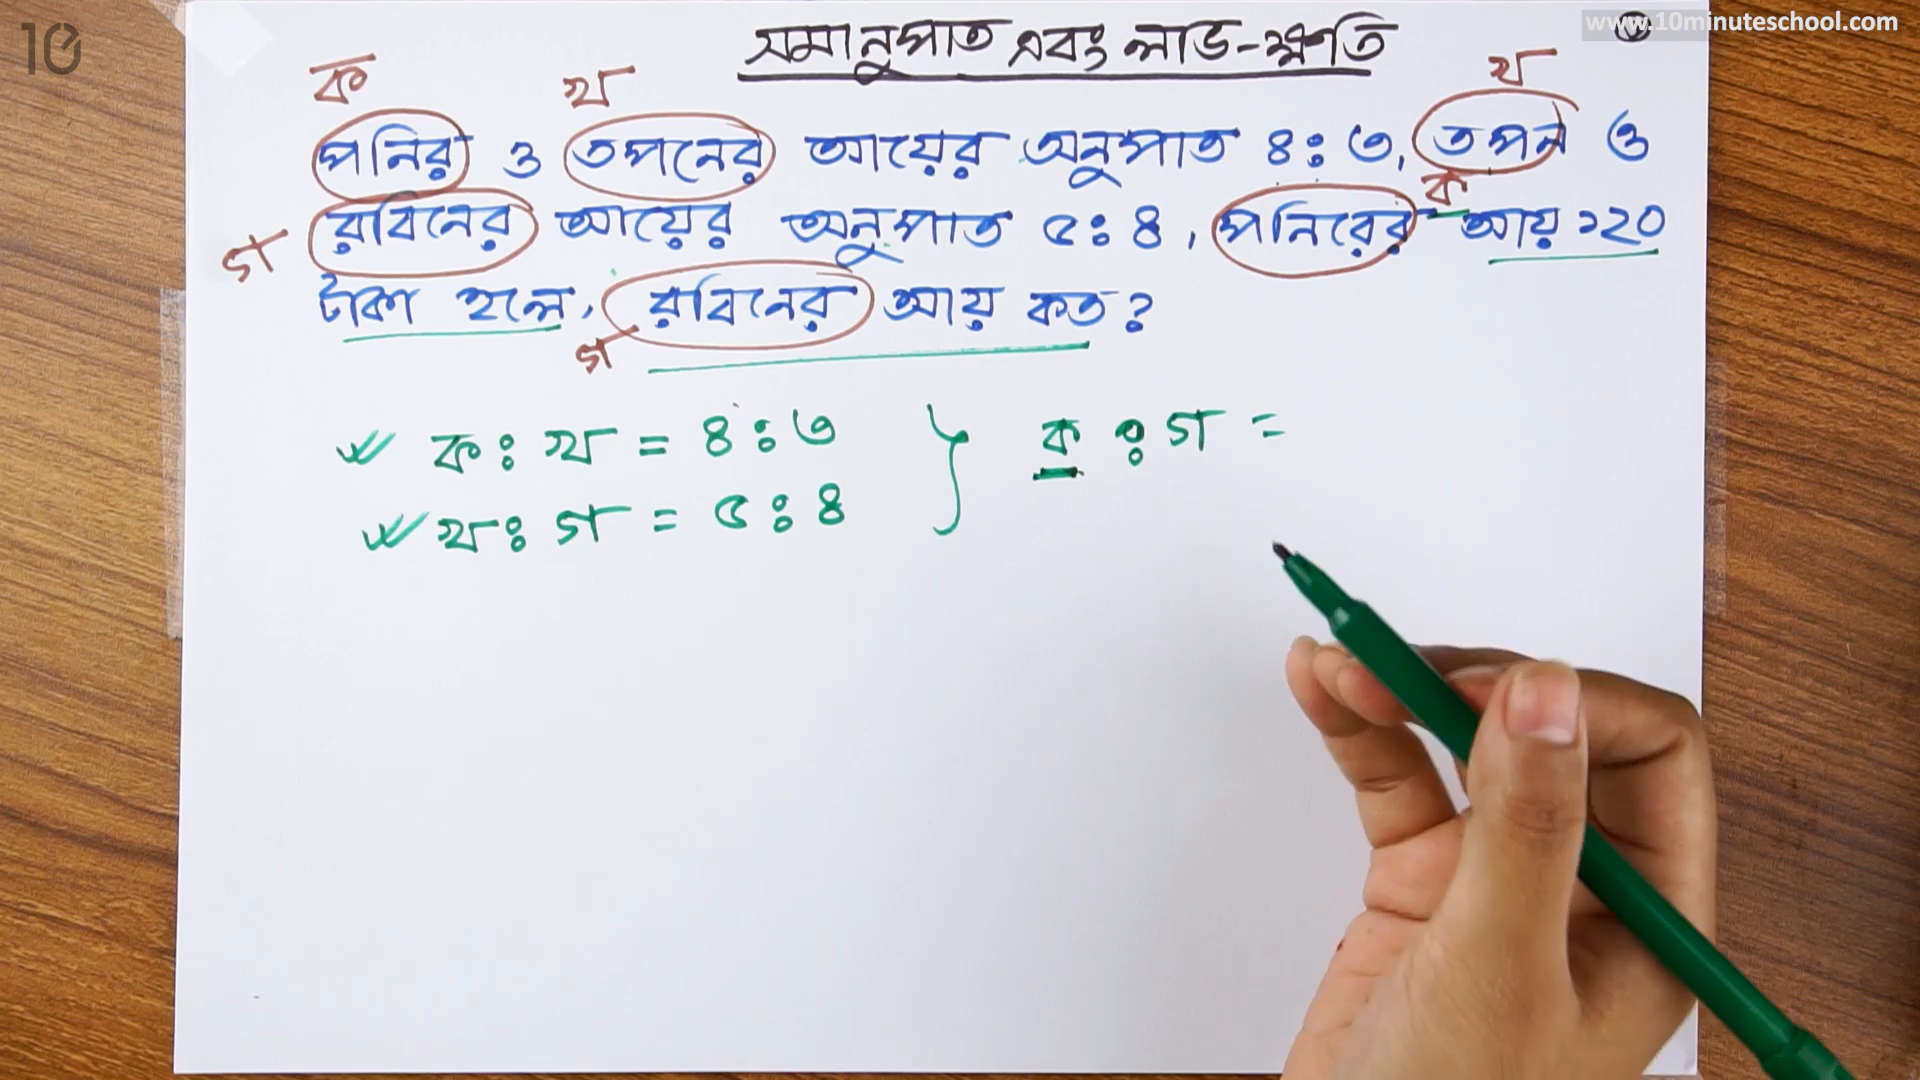 10
www.10minuteschool.com
সমানুপাত এবং লাভ-ক্ষতি
ক খ খ
পনির ও তপনের আয়ের অনুপাত ৪:৩, তপন ও
ক
গ রবিনের আয়ের অনুপাত ৫:৪, পনিরের আয় ১২০
টাকা হলে, রবিনের আয় কত?
গ
ক : খ = ৪ : ৩ } ক : গ =
খ : গ = ৫ : ৪